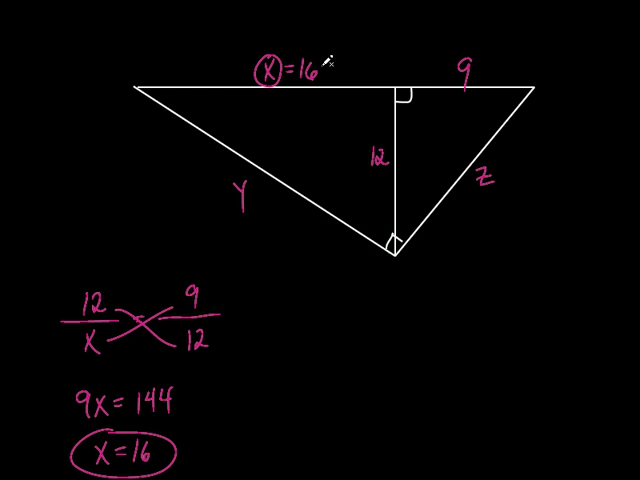 x = 16
9
12
Y
Z
12 9
x 12
9x = 144
x = 16